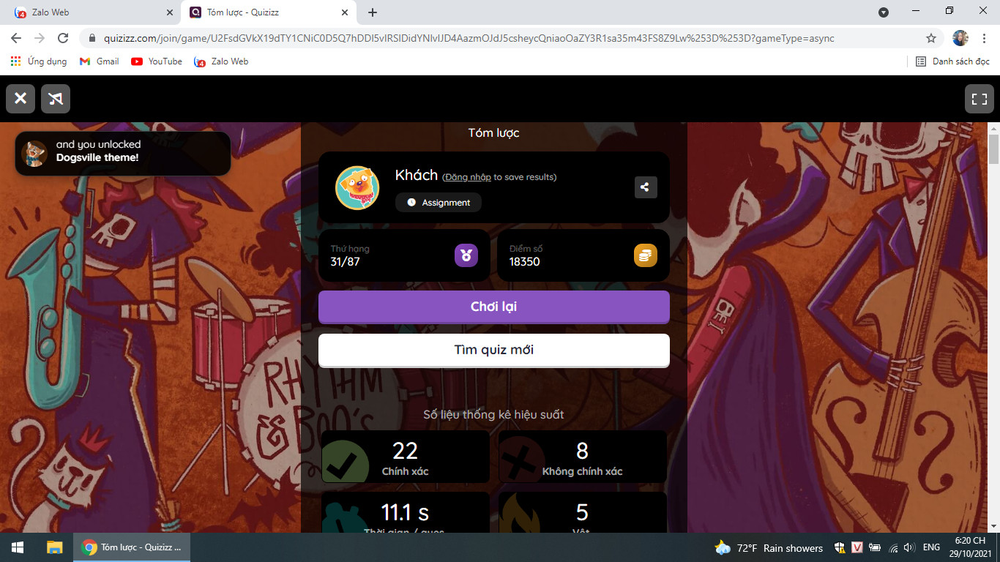 Zalo Web
Tóm lược - Quizizz
quizizz.com/join/game/U2FsdGVkX19dTY1CNiC0D5Q7hDDI5vlRSIDidYNlvlJD4AazmOJdJ5csheycQniaoOaZY3R1sa35m43FS8Z9Lw%253D%253D?gameType=async
Ứng dụng
Gmail
YouTube
Zalo Web
Danh sách đọc
and you unlocked
Dogsville theme!
Tóm lược
Khách (Đăng nhập to save results)
Assignment
Thứ hạng
31/87
Điểm số
18350
Chơi lại
Tìm quiz mới
RHYTHM
&
BOO'S
Số liệu thống kê hiệu suất
22
Chính xác
8
Không chính xác
11.1 s
Thời gian / ques
5
Vệt
Tóm lược - Quizizz ...
72°F Rain showers
ENG
6:20 CH
29/10/2021